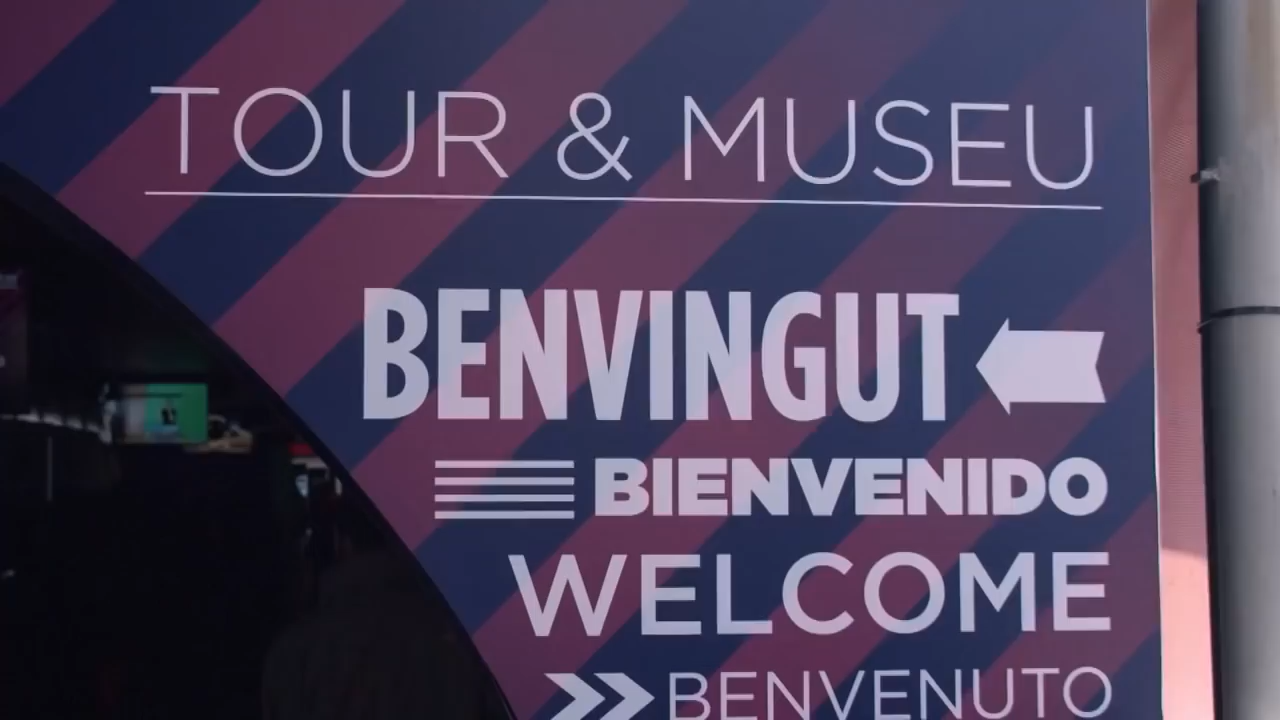 TOUR & MUSEU
BENVINGUT
BIENVENIDO
WELCOME
BENVENUTO